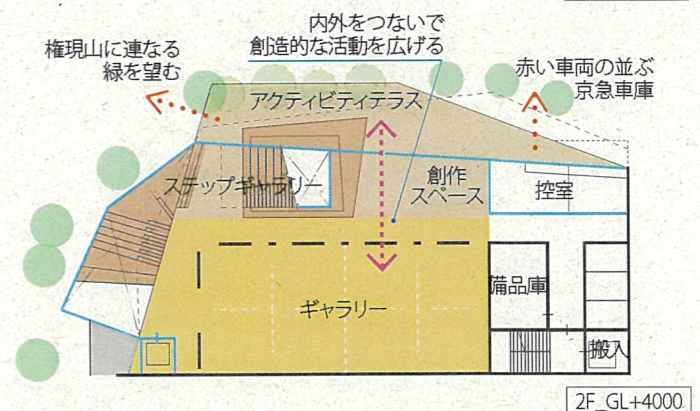 内外をつないで
創造的な活動を広げる
権現山に連なる
緑を望む
赤い車両の並ぶ
京急車庫
アクティビティテラス
ステップギャラリー
創作
スペース
控室
備品庫
ギャラリー
搬入
2F GL+4000